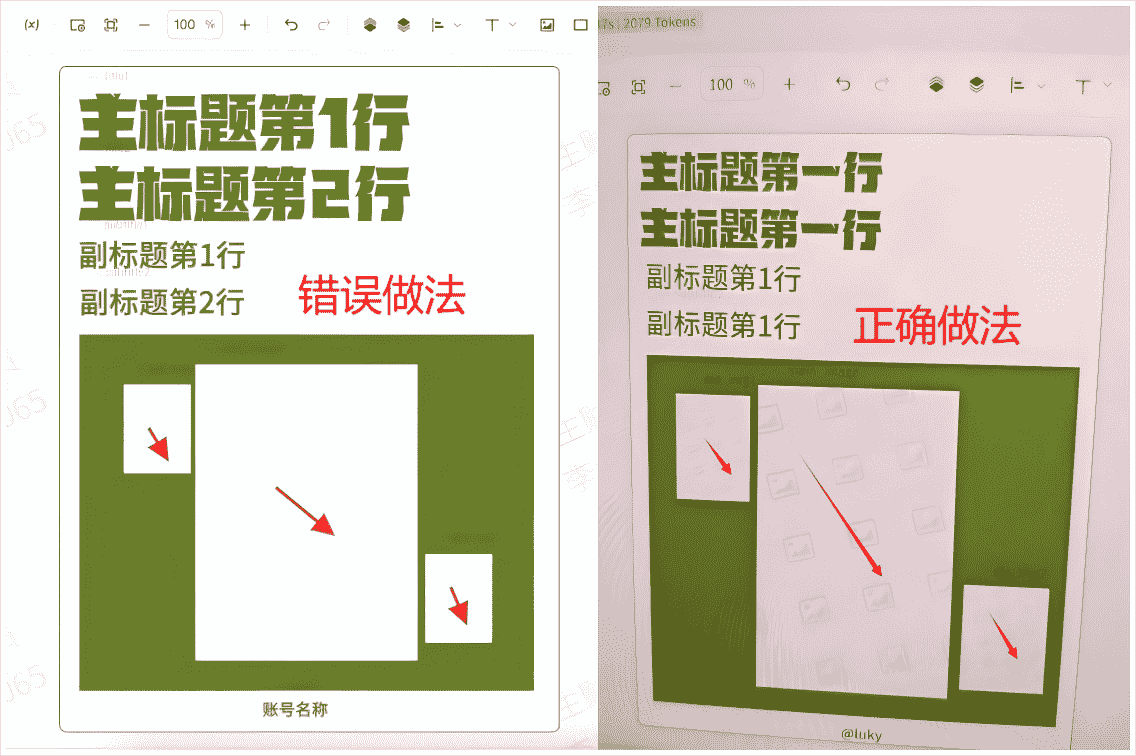 (x) 100 %
主标题第1行
主标题第2行
副标题第1行
副标题第2行
错误做法
账号名称
7s | 2079 Tokens
100 %
主标题第一行
主标题第一行
副标题第1行
副标题第1行
正确做法
@luky